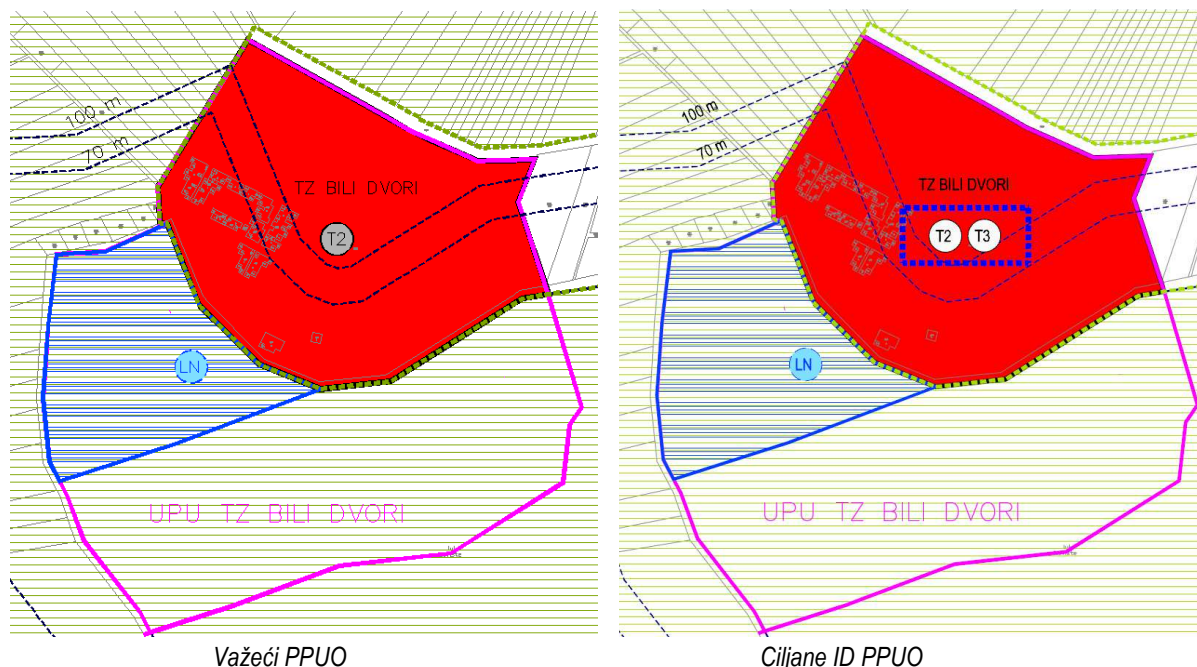 100 m
70 m
TZ BILI DVORI
T2
LN
UPU TZ BILI DVORI
Važeći PPUO
100 m
70 m
TZ BILI DVORI
T2 T3
LN
UPU TZ BILI DVORI
Ciljane ID PPUO